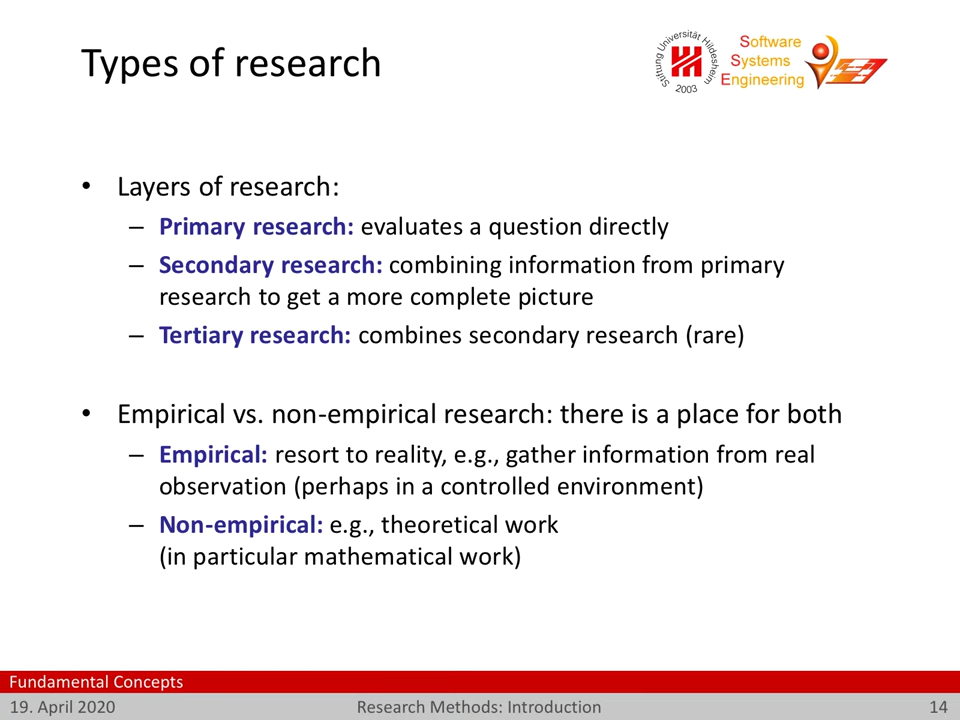 Types of research
Stiftung Universität Hildesheim
2003
Software
Systems
Engineering
• Layers of research:
– Primary research: evaluates a question directly
– Secondary research: combining information from primary
research to get a more complete picture
– Tertiary research: combines secondary research (rare)
• Empirical vs. non-empirical research: there is a place for both
– Empirical: resort to reality, e.g., gather information from real
observation (perhaps in a controlled environment)
– Non-empirical: e.g., theoretical work
(in particular mathematical work)
Fundamental Concepts
19. April 2020 Research Methods: Introduction 14